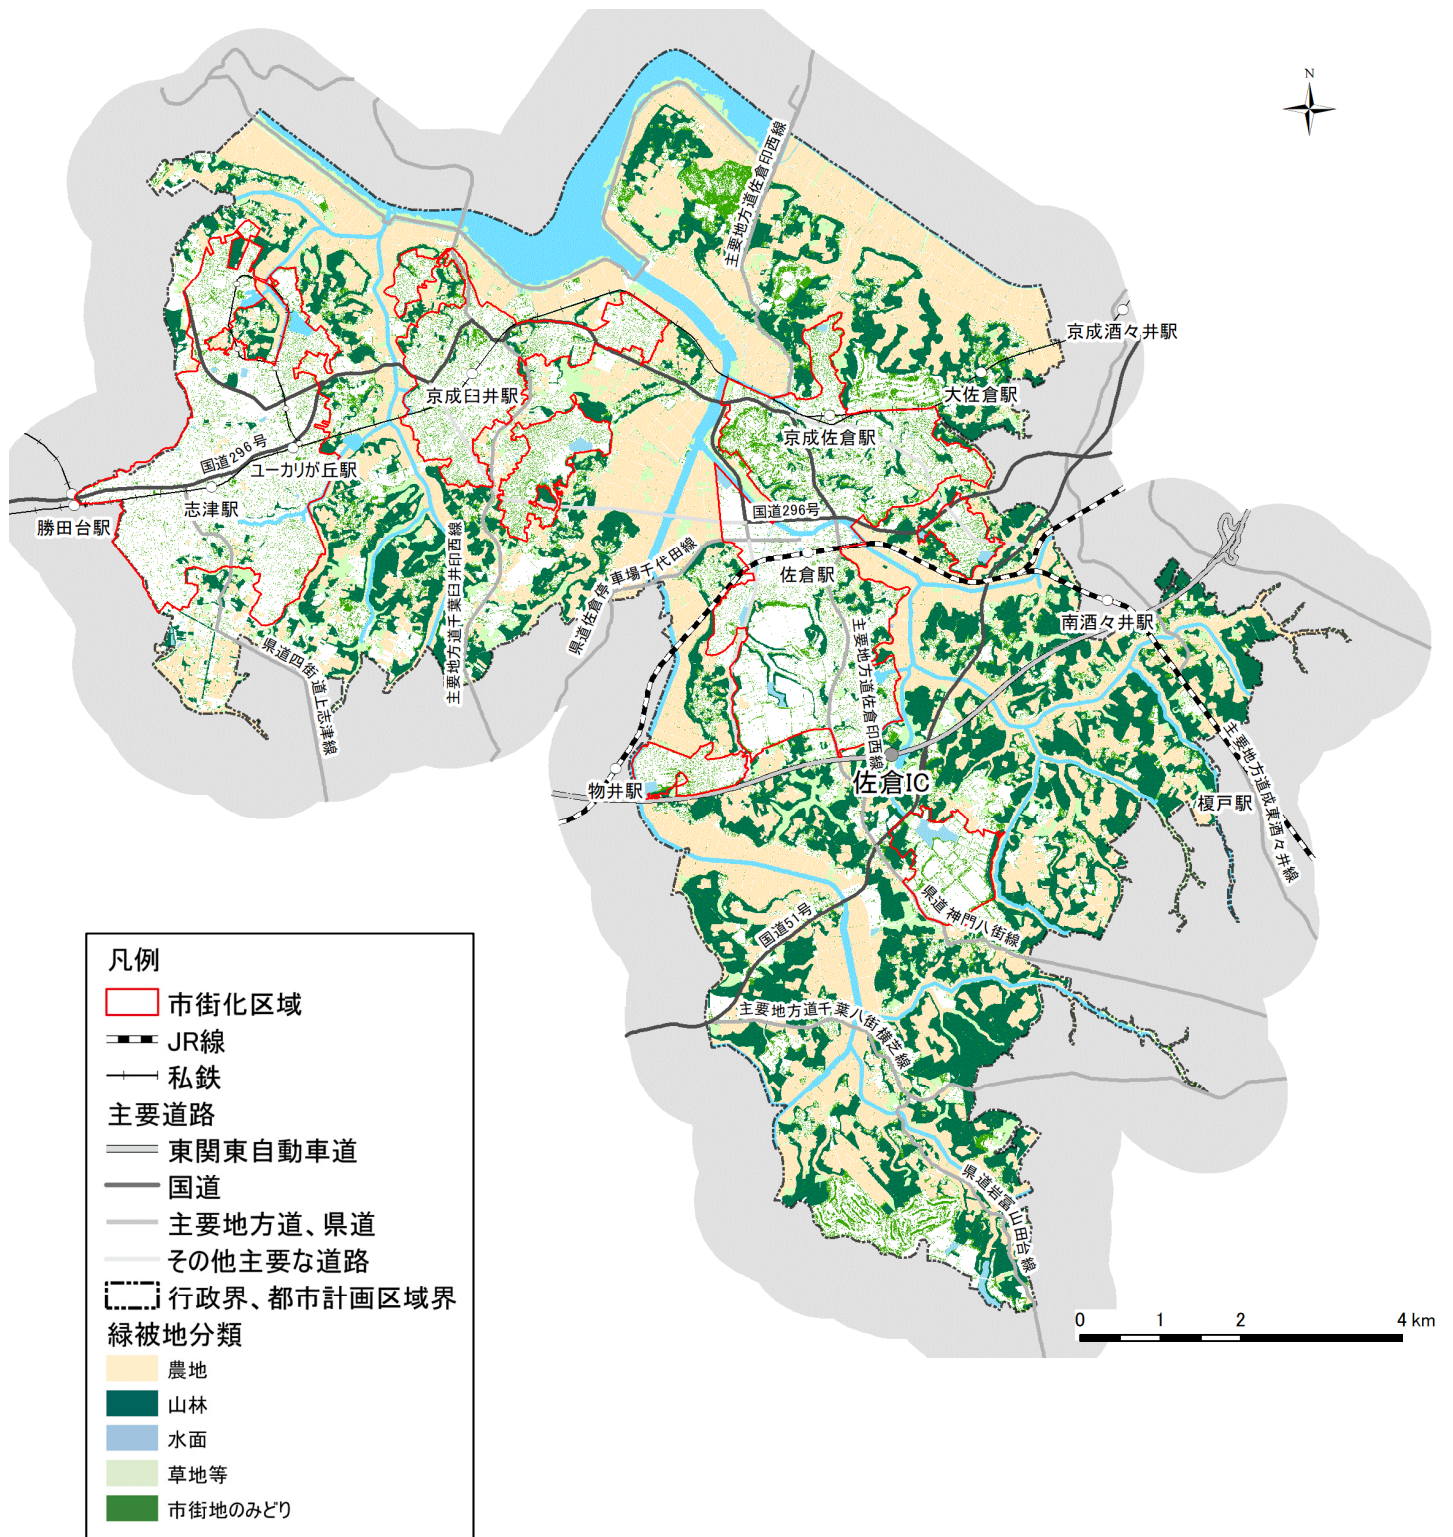 N
主要地方道佐倉印西線
京成酒々井駅
大佐倉駅
京成臼井駅
京成佐倉駅
国道296号
ユーカリが丘駅
志津駅
勝田台駅
国道296号
主要地方道千葉臼井印西線
県道佐倉停車場千代田線
佐倉駅
南酒々井駅
主要地方道佐倉印西線
県道四街道上志津線
主要地方道成東酒々井線
佐倉IC
物井駅
榎戸駅
県道神門八街線
国道51号
主要地方道千葉八街横芝線
県道岩富山田台線
0 1 2 4 km
凡例
市街化区域
JR線
私鉄
主要道路
東関東自動車道
国道
主要地方道、県道
その他主要な道路
行政界、都市計画区域界
緑被地分類
農地
山林
水面
草地等
市街地のみどり